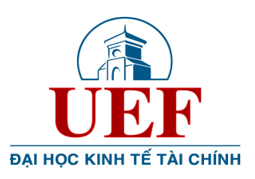 UEF
ĐẠI HỌC KINH TẾ TÀI CHÍNH